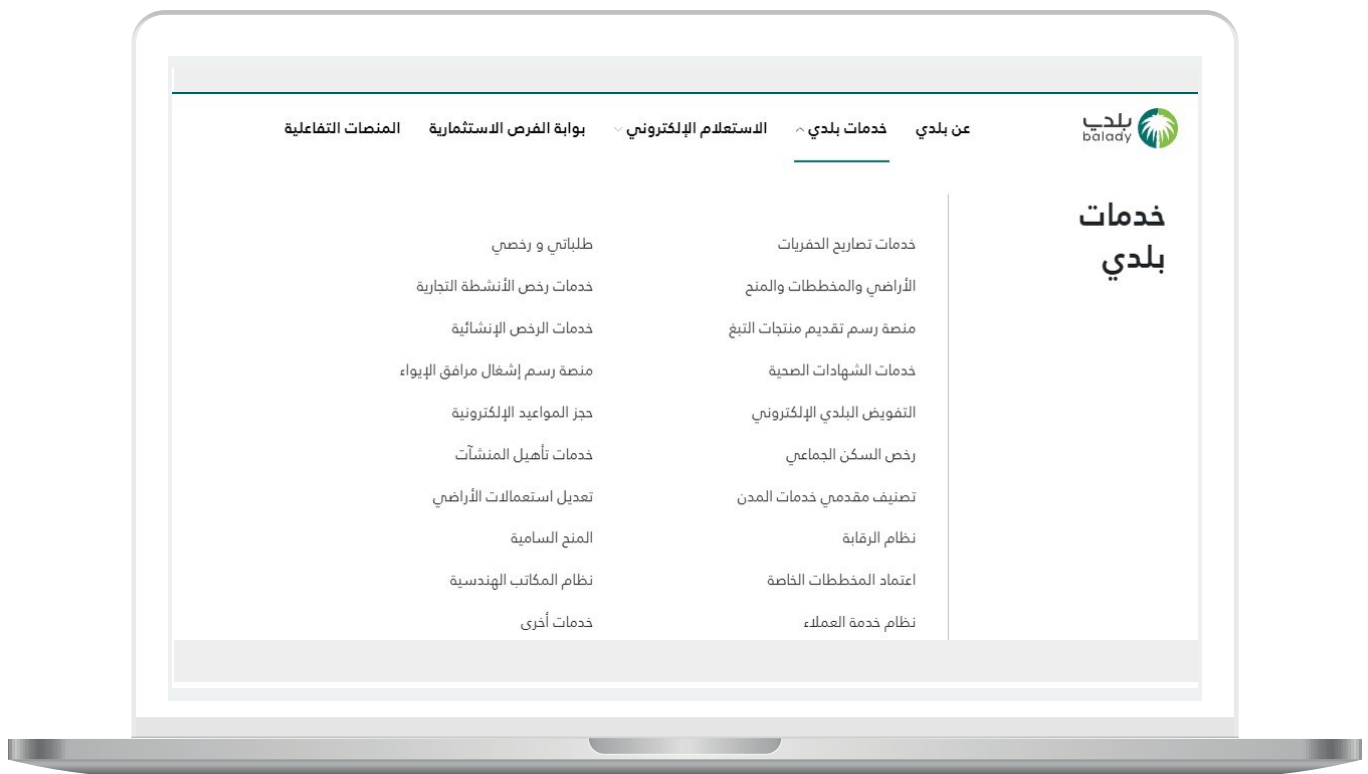 بلدي
balady
عن بلدي
خدمات بلدي
الاستعلام الإلكتروني
بوابة الفرص الاستثمارية
المنصات التفاعلية
خدمات
بلدي
خدمات تصاريح الحفريات
الأراضي والمخططات والمنح
منصة رسم تقديم منتجات التبغ
خدمات الشهادات الصحية
التفويض البلدي الإلكتروني
رخص السكن الجماعي
تصنيف مقدمي خدمات المدن
نظام الرقابة
اعتماد المخططات الخاصة
نظام خدمة العملاء
طلباتي و رخصي
خدمات رخص الأنشطة التجارية
خدمات الرخص الإنشائية
منصة رسم إشغال مرافق الإيواء
حجز المواعيد الإلكترونية
خدمات تأهيل المنشآت
تعديل استعمالات الأراضي
المنح السامية
نظام المكاتب الهندسية
خدمات أخرى